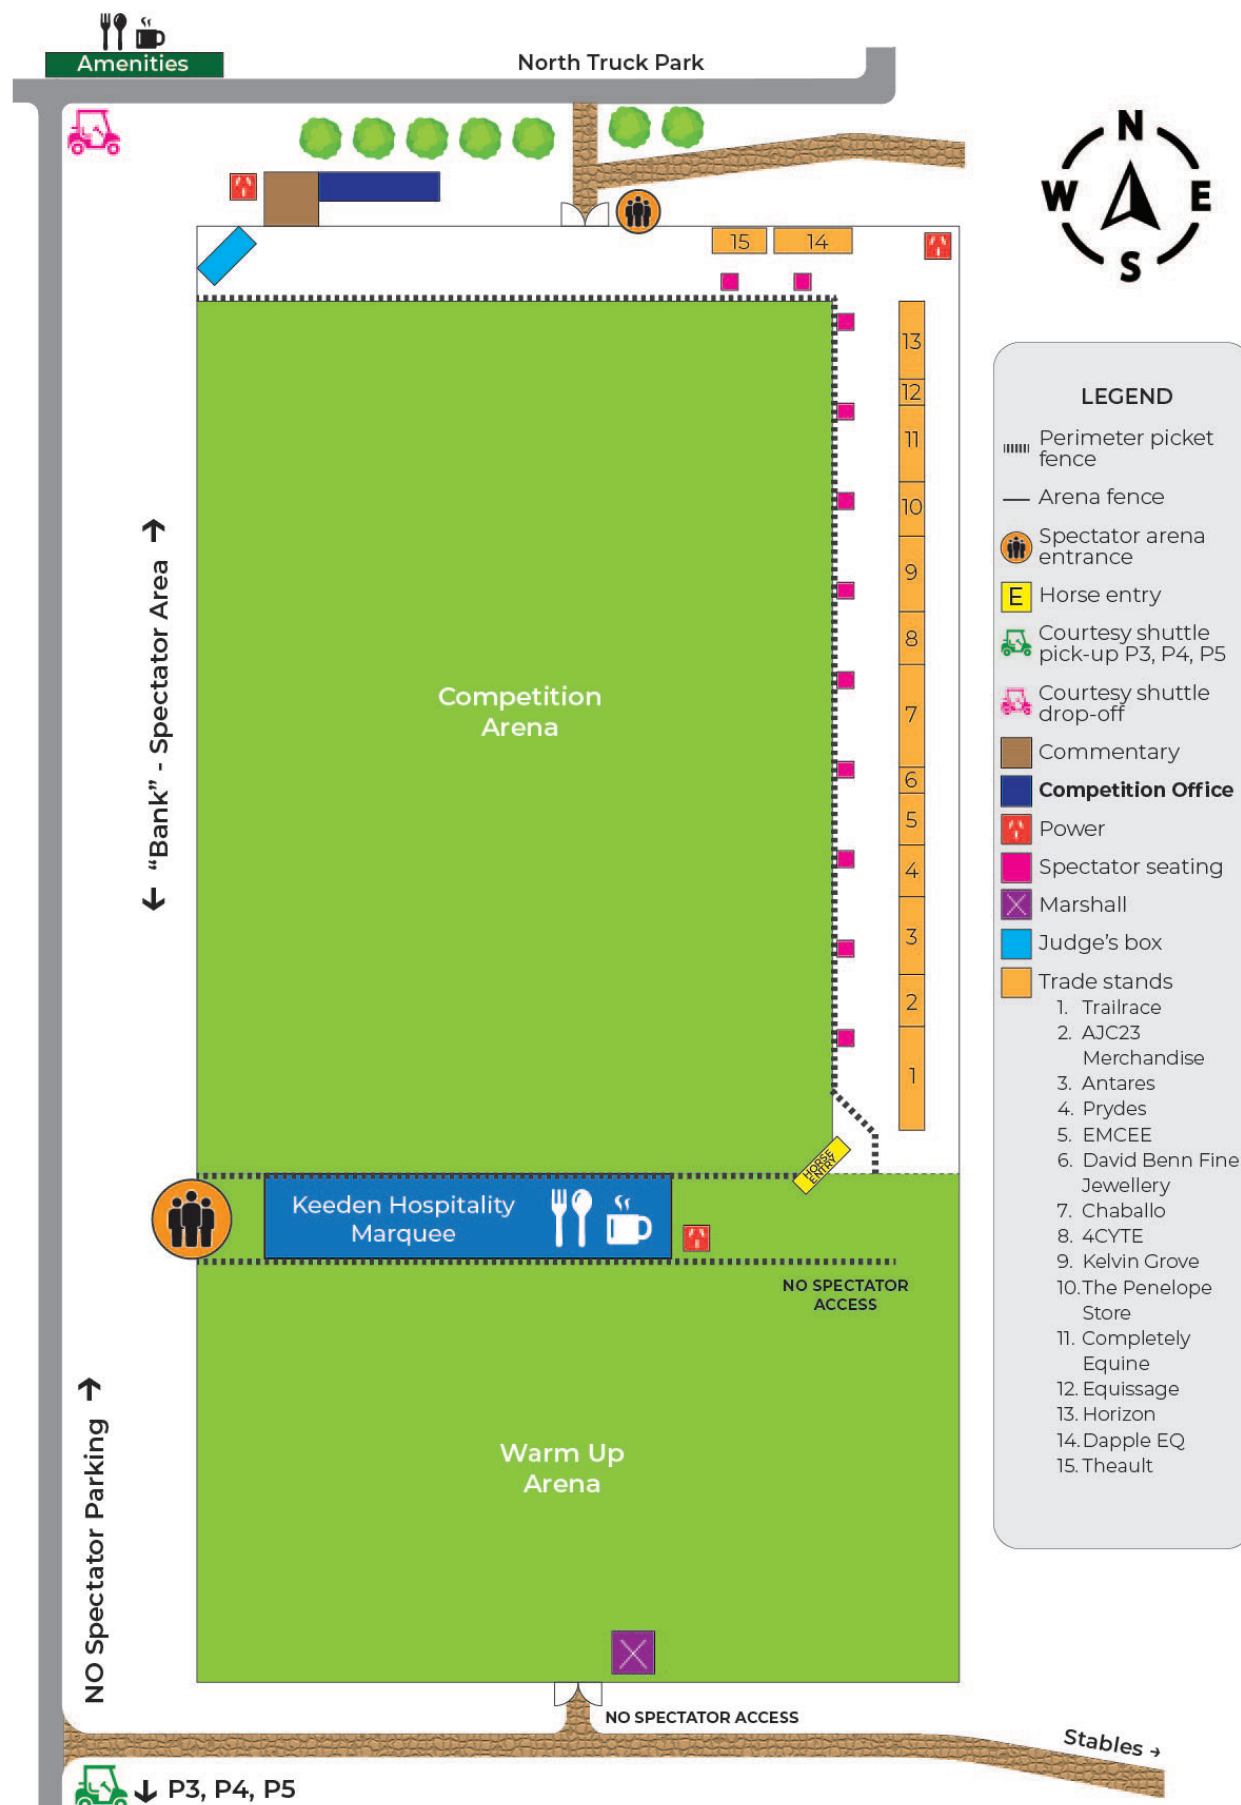 Amenities
North Truck Park
N
W
E
S
15
14
13
12
11
10
9
8
7
6
5
4
3
2
1
← "Bank" - Spectator Area →
Competition
Arena
HORSE
ENTRY
Keeden Hospitality
Marquee
NO SPECTATOR
ACCESS
NO Spectator Parking →
Warm Up
Arena
NO SPECTATOR ACCESS
Stables →
↓ P3, P4, P5
LEGEND
Perimeter picket
fence
Arena fence
Spectator arena
entrance
E Horse entry
Courtesy shuttle
pick-up P3, P4, P5
Courtesy shuttle
drop-off
Commentary
Competition Office
Power
Spectator seating
Marshall
Judge's box
Trade stands
1. Trailrace
2. AJC23
Merchandise
3. Antares
4. Prydes
5. EMCEE
6. David Benn Fine
Jewellery
7. Chaballo
8. 4CYTE
9. Kelvin Grove
10. The Penelope
Store
11. Completely
Equine
12. Equissage
13. Horizon
14. Dapple EQ
15. Theault